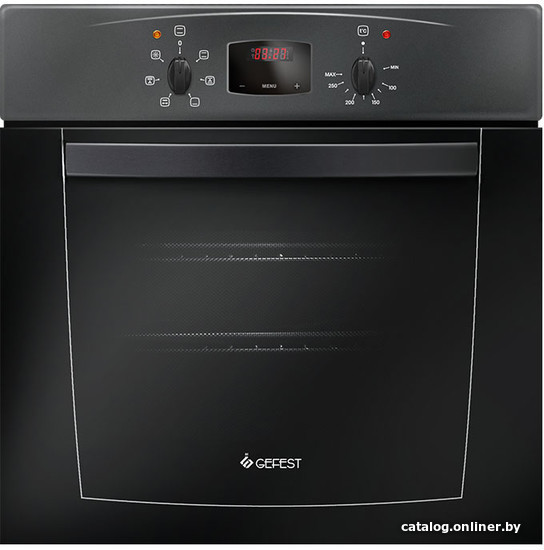 °C
0
88:88
MAX
MIN
250
100
200
150
− MENU +
GEFEST
catalog.onliner.by